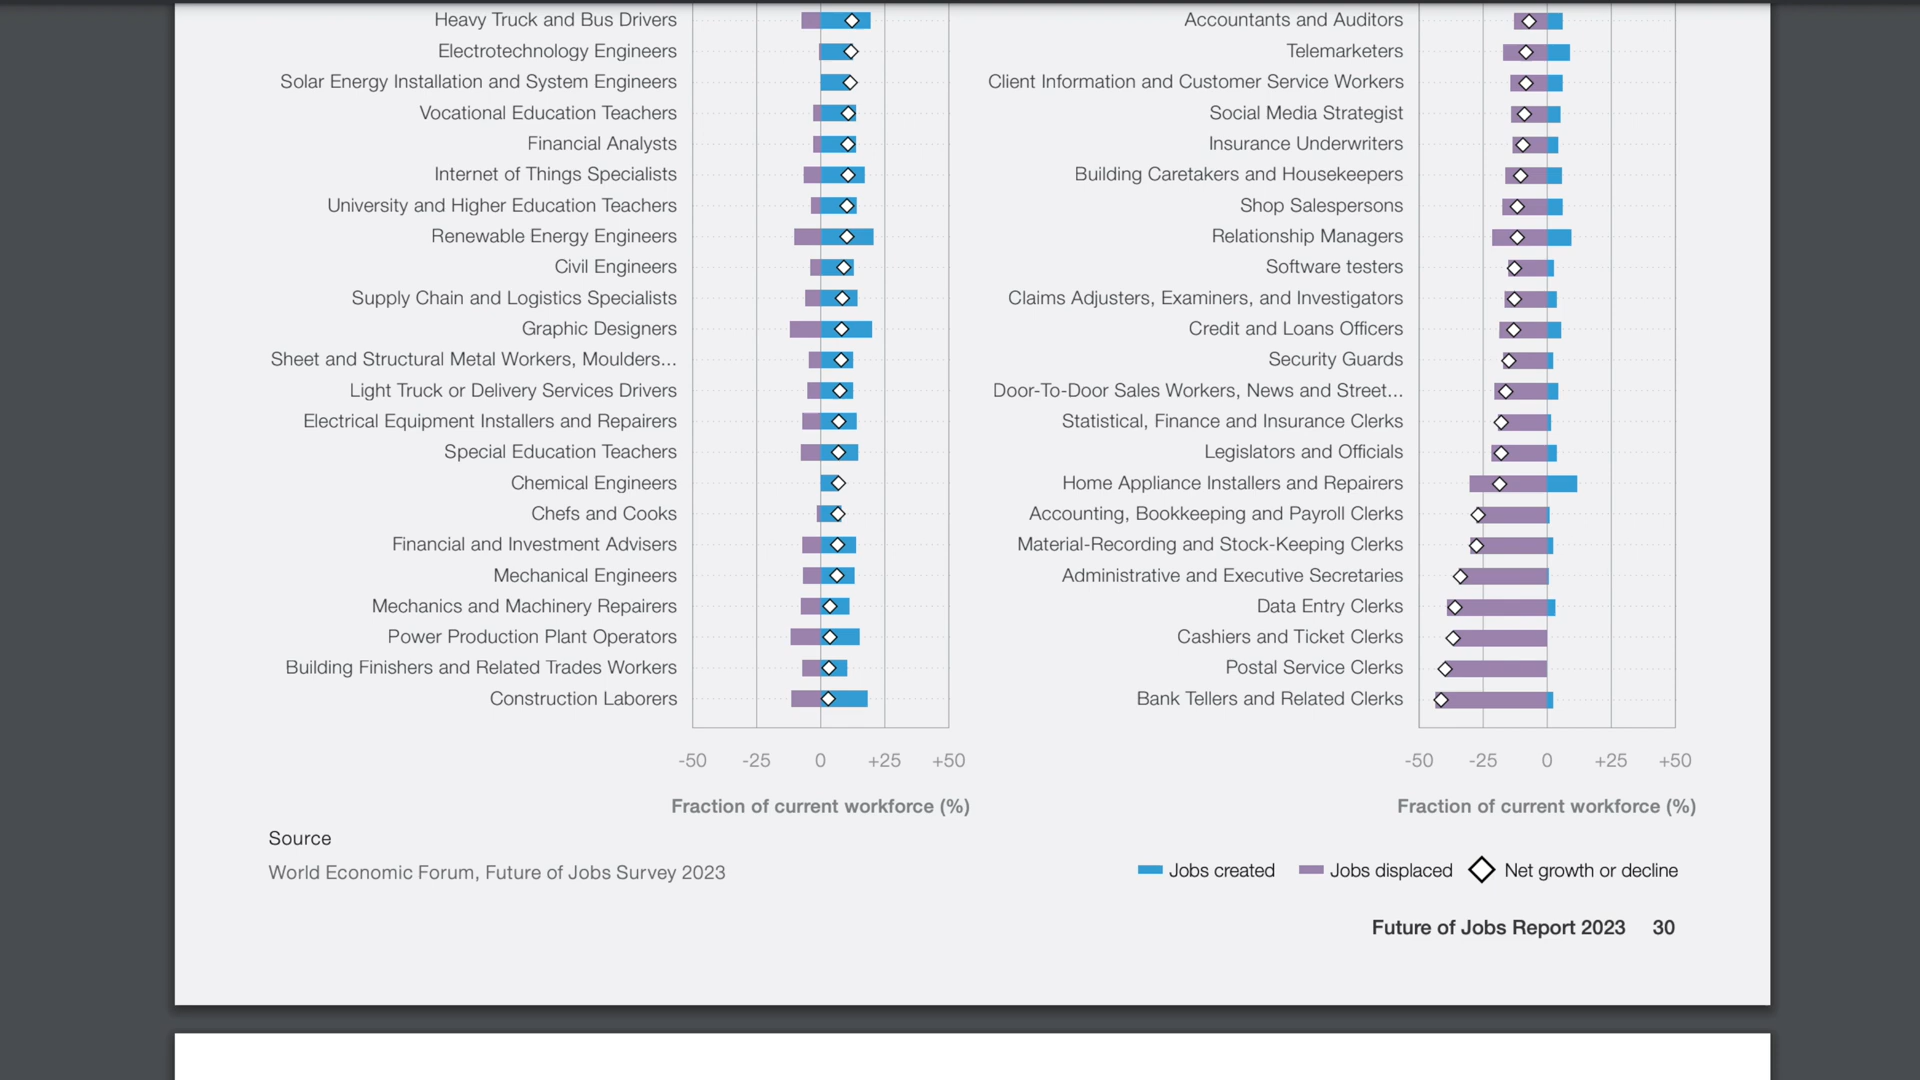 Heavy Truck and Bus Drivers
Electrotechnology Engineers
Solar Energy Installation and System Engineers
Vocational Education Teachers
Financial Analysts
Internet of Things Specialists
University and Higher Education Teachers
Renewable Energy Engineers
Civil Engineers
Supply Chain and Logistics Specialists
Graphic Designers
Sheet and Structural Metal Workers, Moulders...
Light Truck or Delivery Services Drivers
Electrical Equipment Installers and Repairers
Special Education Teachers
Chemical Engineers
Chefs and Cooks
Financial and Investment Advisers
Mechanical Engineers
Mechanics and Machinery Repairers
Power Production Plant Operators
Building Finishers and Related Trades Workers
Construction Laborers
-50 -25 0 +25 +50
Fraction of current workforce (%)
Accountants and Auditors
Telemarketers
Client Information and Customer Service Workers
Social Media Strategist
Insurance Underwriters
Building Caretakers and Housekeepers
Shop Salespersons
Relationship Managers
Software testers
Claims Adjusters, Examiners, and Investigators
Credit and Loans Officers
Security Guards
Door-To-Door Sales Workers, News and Street...
Statistical, Finance and Insurance Clerks
Legislators and Officials
Home Appliance Installers and Repairers
Accounting, Bookkeeping and Payroll Clerks
Material-Recording and Stock-Keeping Clerks
Administrative and Executive Secretaries
Data Entry Clerks
Cashiers and Ticket Clerks
Postal Service Clerks
Bank Tellers and Related Clerks
-50 -25 0 +25 +50
Fraction of current workforce (%)
Source
World Economic Forum, Future of Jobs Survey 2023
Jobs created Jobs displaced Net growth or decline
Future of Jobs Report 2023 30